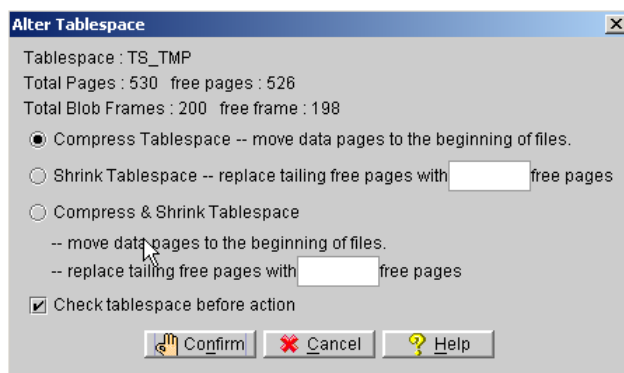 Alter Tablespace
Tablespace : TS_TMP
Total Pages : 530 free pages : 526
Total Blob Frames : 200 free frame : 198
Compress Tablespace -- move data pages to the beginning of files.
Shrink Tablespace -- replace tailing free pages with free pages
Compress & Shrink Tablespace
-- move data pages to the beginning of files.
-- replace tailing free pages with free pages
Check tablespace before action
Confirm Cancel Help